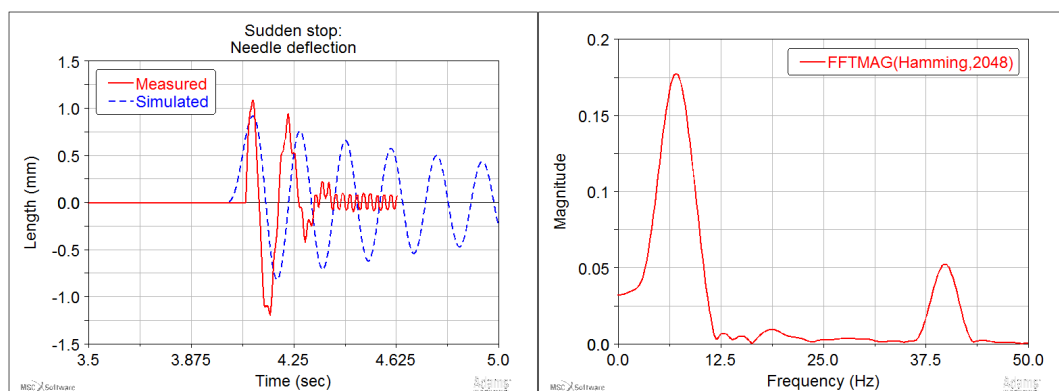 Sudden stop:
Needle deflection
1.5
1.0
0.5
0.0
-0.5
-1.0
-1.5
Length (mm)
Measured
Simulated
3.5
3.875
4.25
4.625
5.0
Time (sec)
MSC Software
Adams
0.2
0.15
0.1
0.05
0.0
Magnitude
FFTMAG(Hamming,2048)
0.0
12.5
25.0
37.5
50.0
Frequency (Hz)
MSC Software
Adams